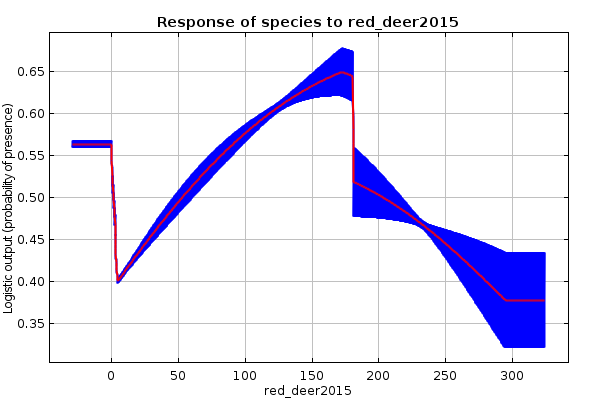 Response of species to red_deer2015
Logistic output (probability of presence)
0.65
0.60
0.55
0.50
0.45
0.40
0.35
0 50 100 150 200 250 300
red_deer2015